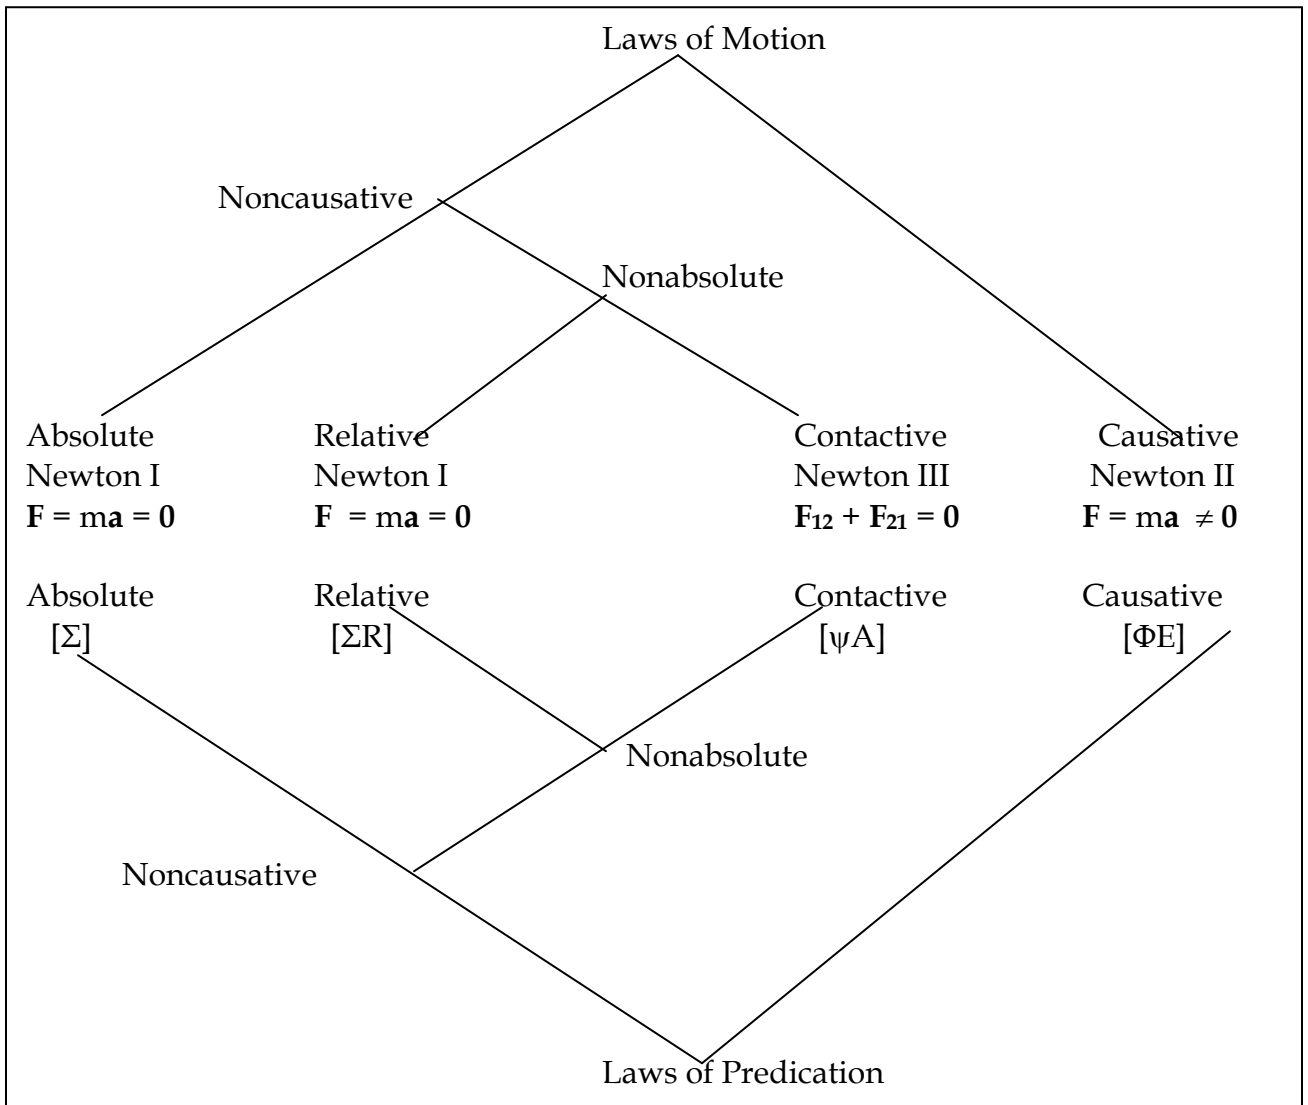 Laws of Motion
Noncausative
Nonabsolute
Absolute Relative Contactive Causative
Newton I Newton I Newton III Newton II
F = ma = 0 F = ma = 0 F₁₂ + F₂₁ = 0 F = ma ≠ 0
Absolute Relative Contactive Causative
[Σ] [ΣR] [ψA] [ΦE]
Nonabsolute
Noncausative
Laws of Predication